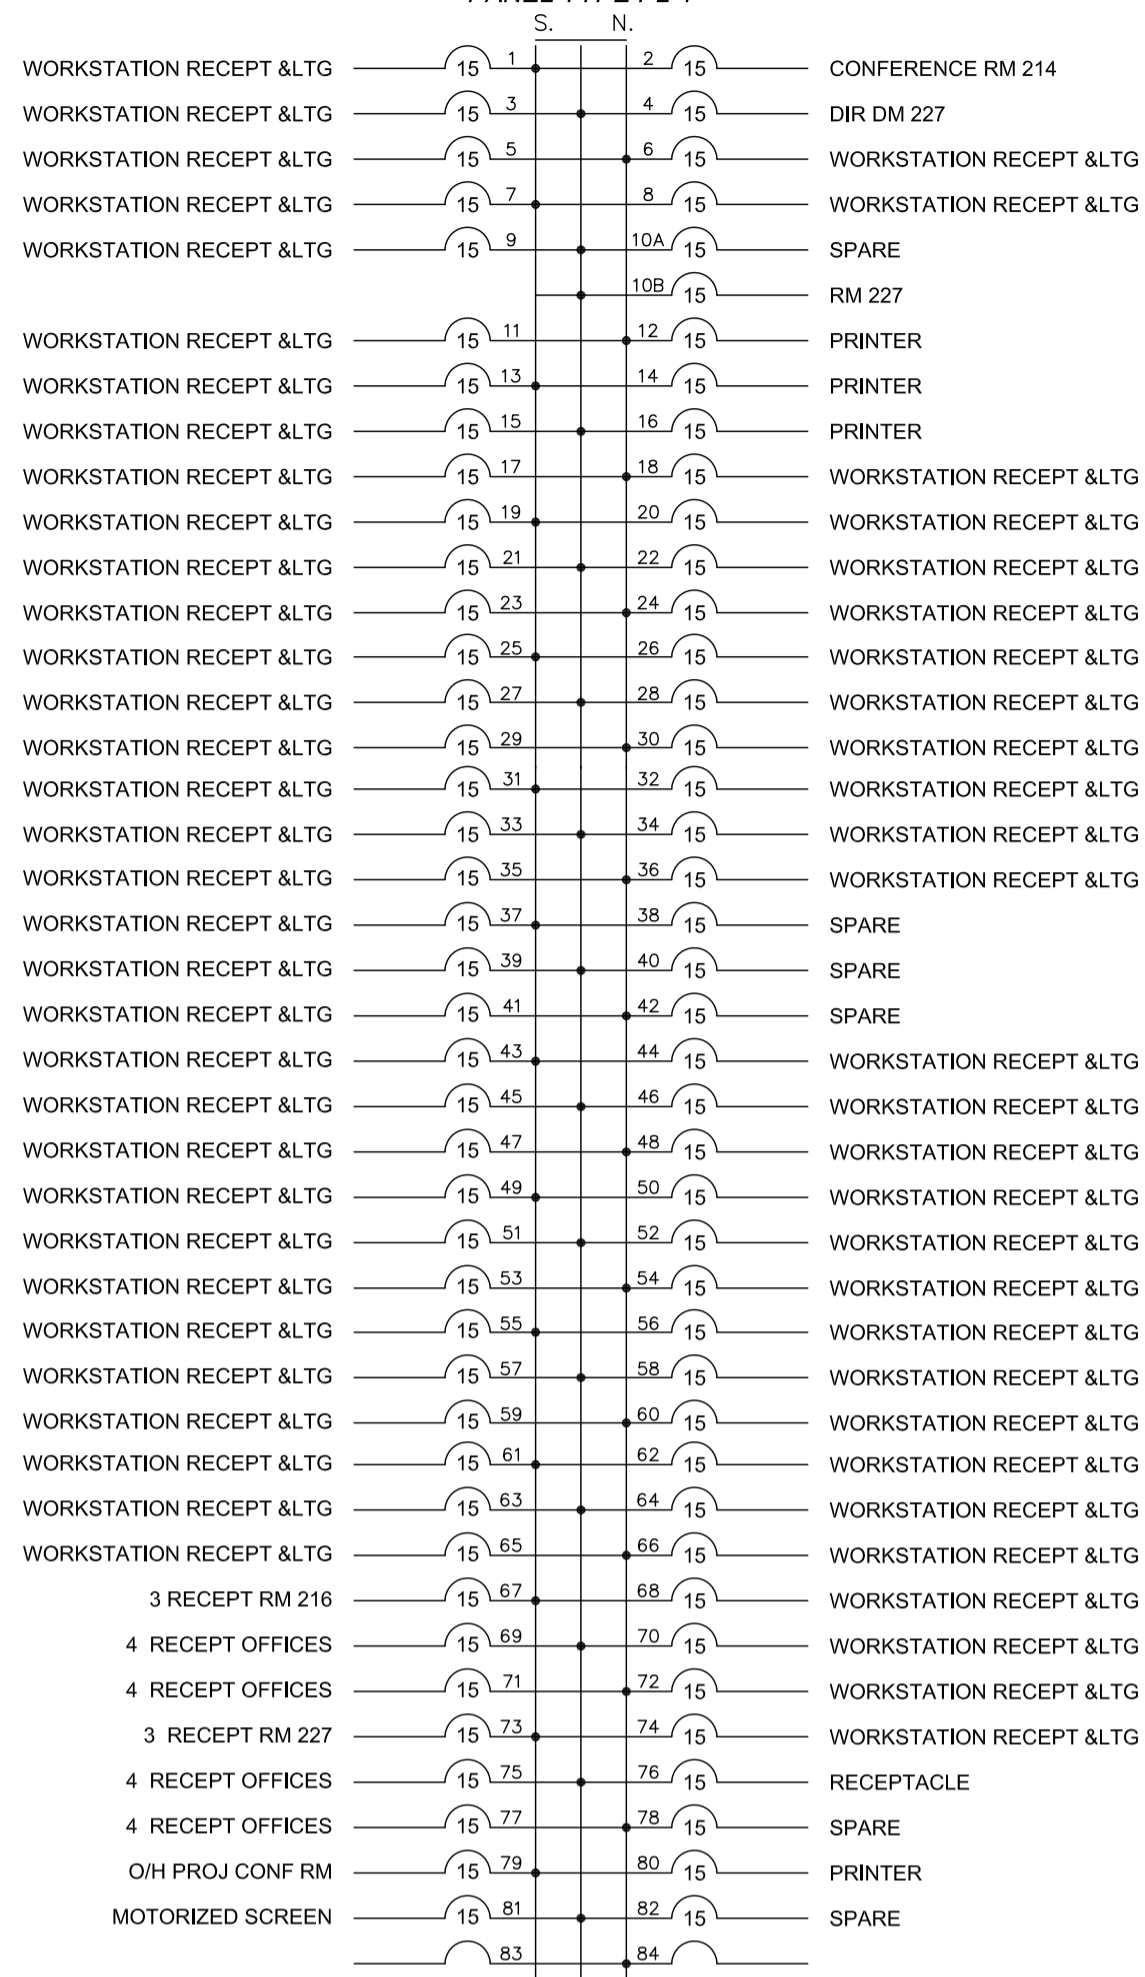 S. N.
WORKSTATION RECEPT &LTG 15 1 2 15 CONFERENCE RM 214
WORKSTATION RECEPT &LTG 15 3 4 15 DIR DM 227
WORKSTATION RECEPT &LTG 15 5 6 15 WORKSTATION RECEPT &LTG
WORKSTATION RECEPT &LTG 15 7 8 15 WORKSTATION RECEPT &LTG
WORKSTATION RECEPT &LTG 15 9 10A 15 SPARE
10B 15 RM 227
WORKSTATION RECEPT &LTG 15 11 12 15 PRINTER
WORKSTATION RECEPT &LTG 15 13 14 15 PRINTER
WORKSTATION RECEPT &LTG 15 15 16 15 PRINTER
WORKSTATION RECEPT &LTG 15 17 18 15 WORKSTATION RECEPT &LTG
WORKSTATION RECEPT &LTG 15 19 20 15 WORKSTATION RECEPT &LTG
WORKSTATION RECEPT &LTG 15 21 22 15 WORKSTATION RECEPT &LTG
WORKSTATION RECEPT &LTG 15 23 24 15 WORKSTATION RECEPT &LTG
WORKSTATION RECEPT &LTG 15 25 26 15 WORKSTATION RECEPT &LTG
WORKSTATION RECEPT &LTG 15 27 28 15 WORKSTATION RECEPT &LTG
WORKSTATION RECEPT &LTG 15 29 30 15 WORKSTATION RECEPT &LTG
WORKSTATION RECEPT &LTG 15 31 32 15 WORKSTATION RECEPT &LTG
WORKSTATION RECEPT &LTG 15 33 34 15 WORKSTATION RECEPT &LTG
WORKSTATION RECEPT &LTG 15 35 36 15 WORKSTATION RECEPT &LTG
WORKSTATION RECEPT &LTG 15 37 38 15 SPARE
WORKSTATION RECEPT &LTG 15 39 40 15 SPARE
WORKSTATION RECEPT &LTG 15 41 42 15 SPARE
WORKSTATION RECEPT &LTG 15 43 44 15 WORKSTATION RECEPT &LTG
WORKSTATION RECEPT &LTG 15 45 46 15 WORKSTATION RECEPT &LTG
WORKSTATION RECEPT &LTG 15 47 48 15 WORKSTATION RECEPT &LTG
WORKSTATION RECEPT &LTG 15 49 50 15 WORKSTATION RECEPT &LTG
WORKSTATION RECEPT &LTG 15 51 52 15 WORKSTATION RECEPT &LTG
WORKSTATION RECEPT &LTG 15 53 54 15 WORKSTATION RECEPT &LTG
WORKSTATION RECEPT &LTG 15 55 56 15 WORKSTATION RECEPT &LTG
WORKSTATION RECEPT &LTG 15 57 58 15 WORKSTATION RECEPT &LTG
WORKSTATION RECEPT &LTG 15 59 60 15 WORKSTATION RECEPT &LTG
WORKSTATION RECEPT &LTG 15 61 62 15 WORKSTATION RECEPT &LTG
WORKSTATION RECEPT &LTG 15 63 64 15 WORKSTATION RECEPT &LTG
WORKSTATION RECEPT &LTG 15 65 66 15 WORKSTATION RECEPT &LTG
3 RECEPT RM 216 15 67 68 15 WORKSTATION RECEPT &LTG
4 RECEPT OFFICES 15 69 70 15 WORKSTATION RECEPT &LTG
4 RECEPT OFFICES 15 71 72 15 WORKSTATION RECEPT &LTG
3 RECEPT RM 227 15 73 74 15 WORKSTATION RECEPT &LTG
4 RECEPT OFFICES 15 75 76 15 RECEPTACLE
4 RECEPT OFFICES 15 77 78 15 SPARE
O/H PROJ CONF RM 15 79 80 15 PRINTER
MOTORIZED SCREEN 15 81 82 15 SPARE
83 84